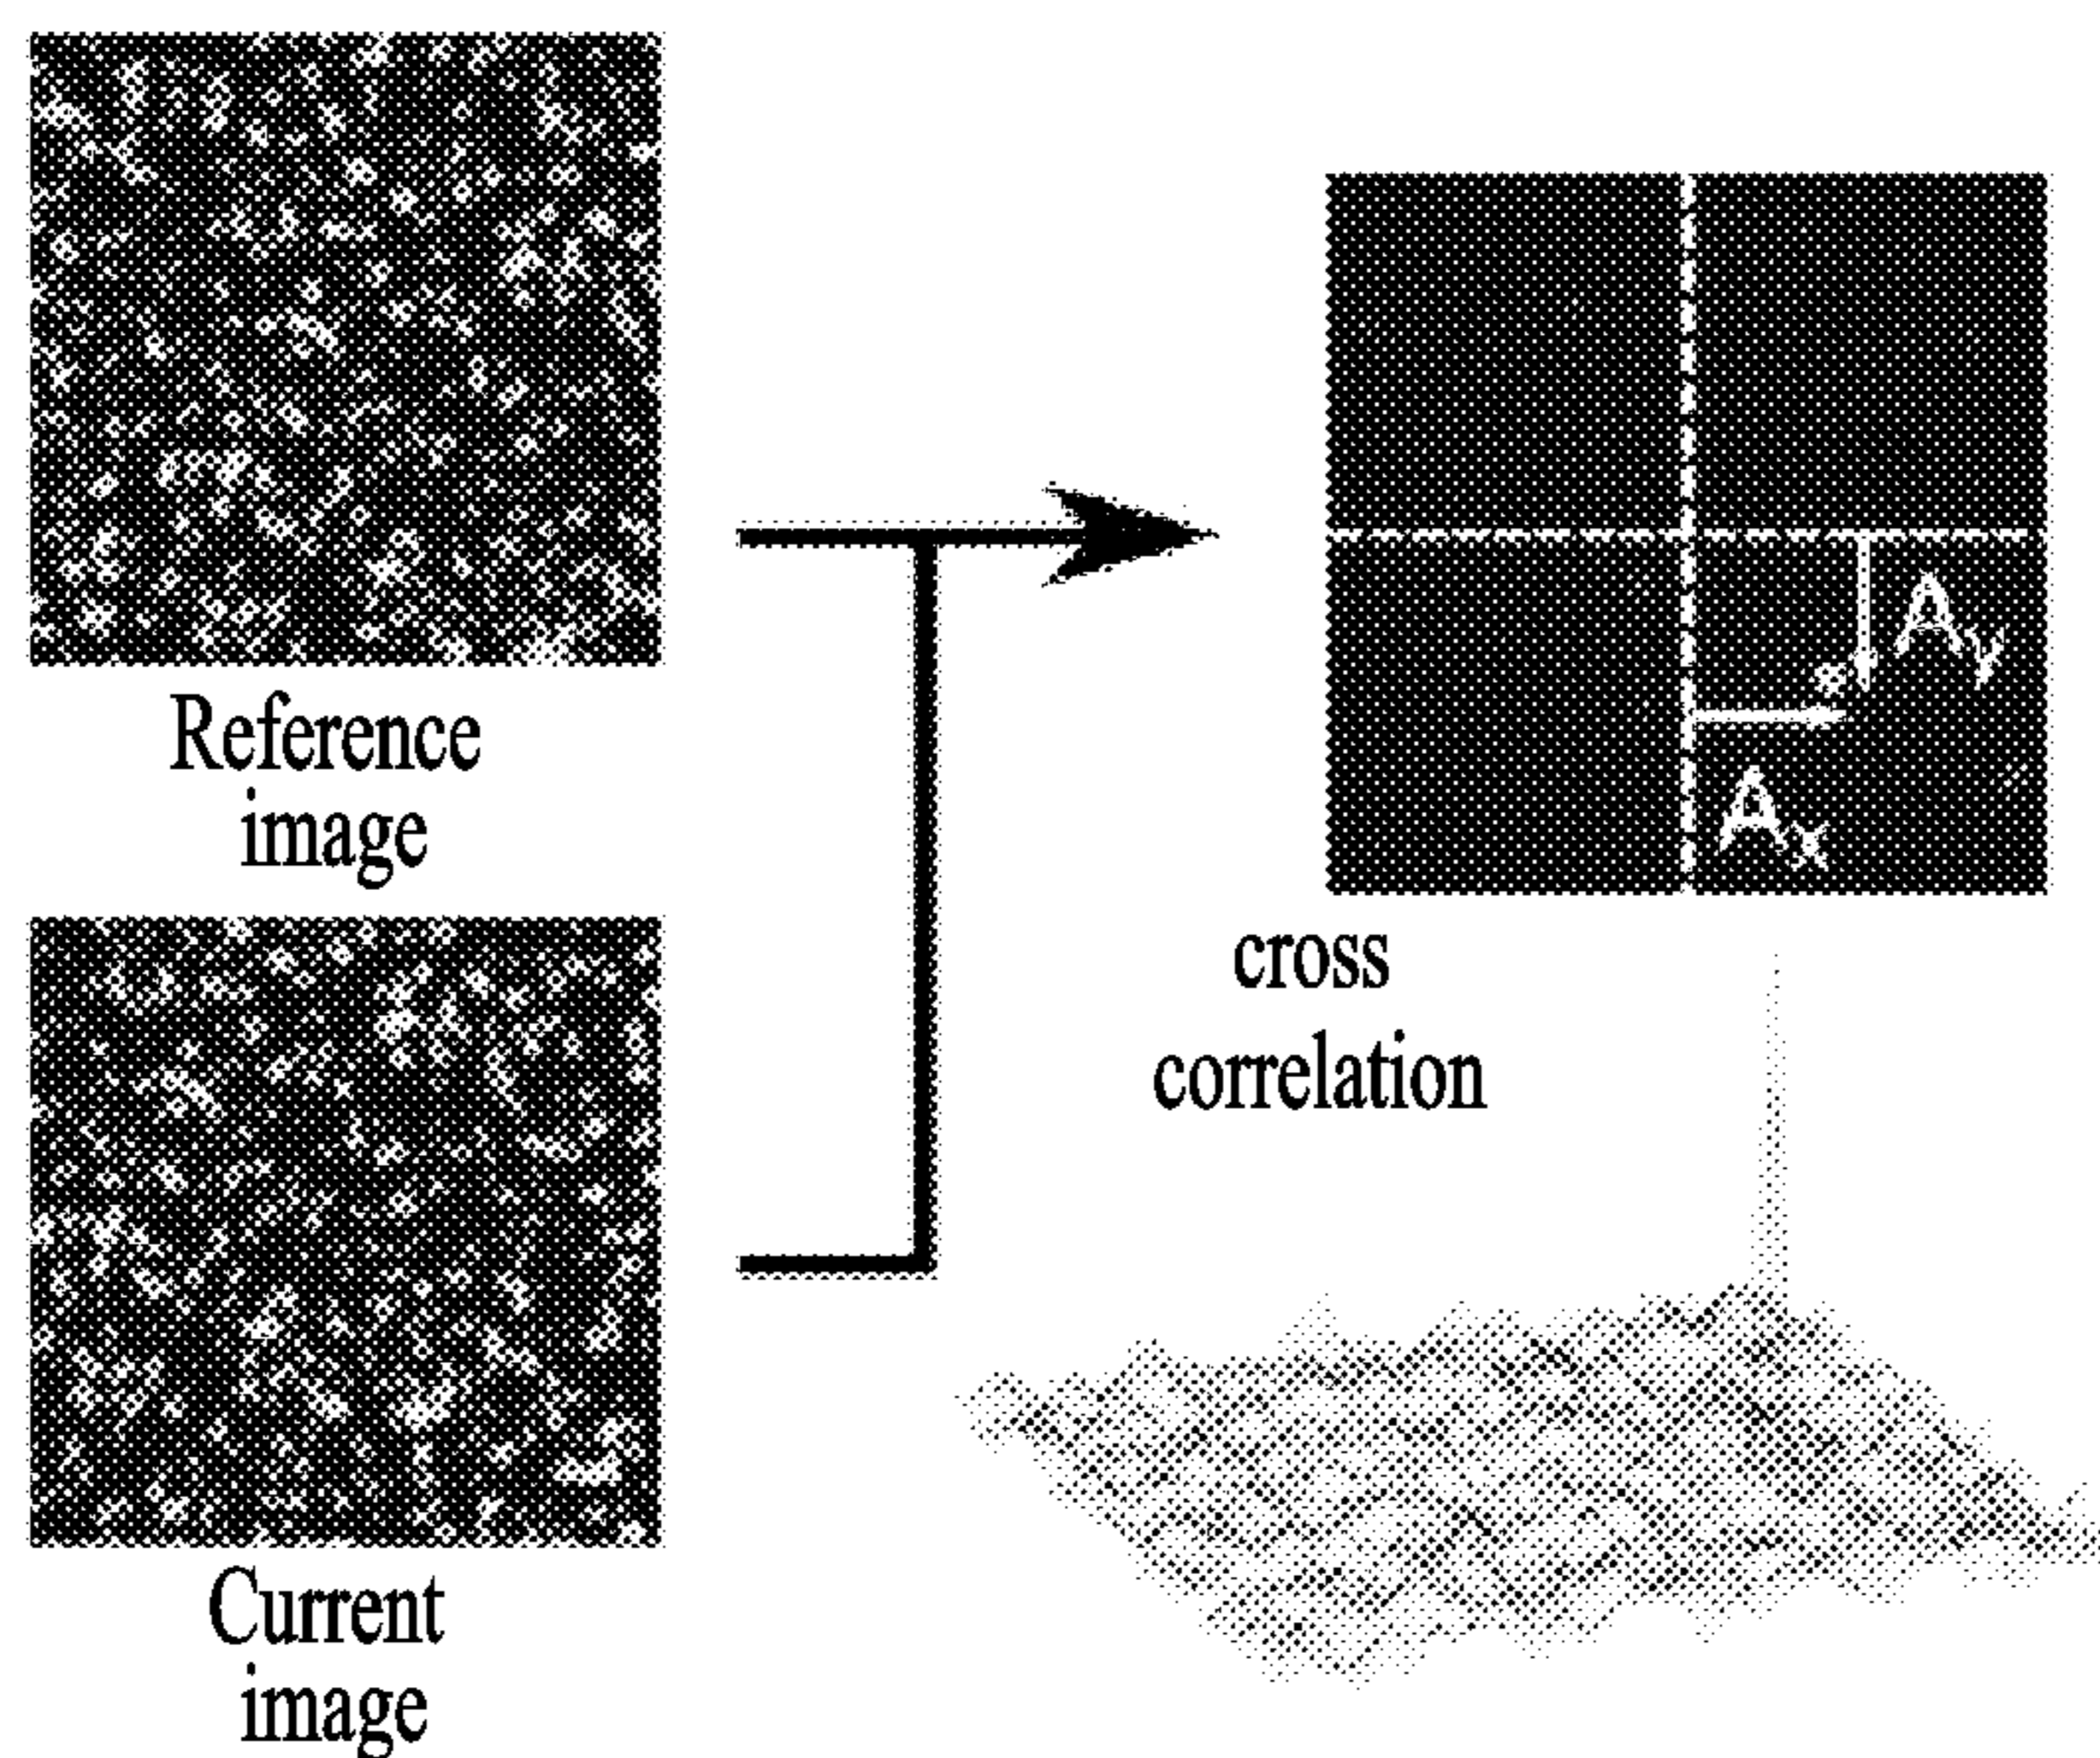 Reference
image
Ay
Ax
cross
correlation
Current
image